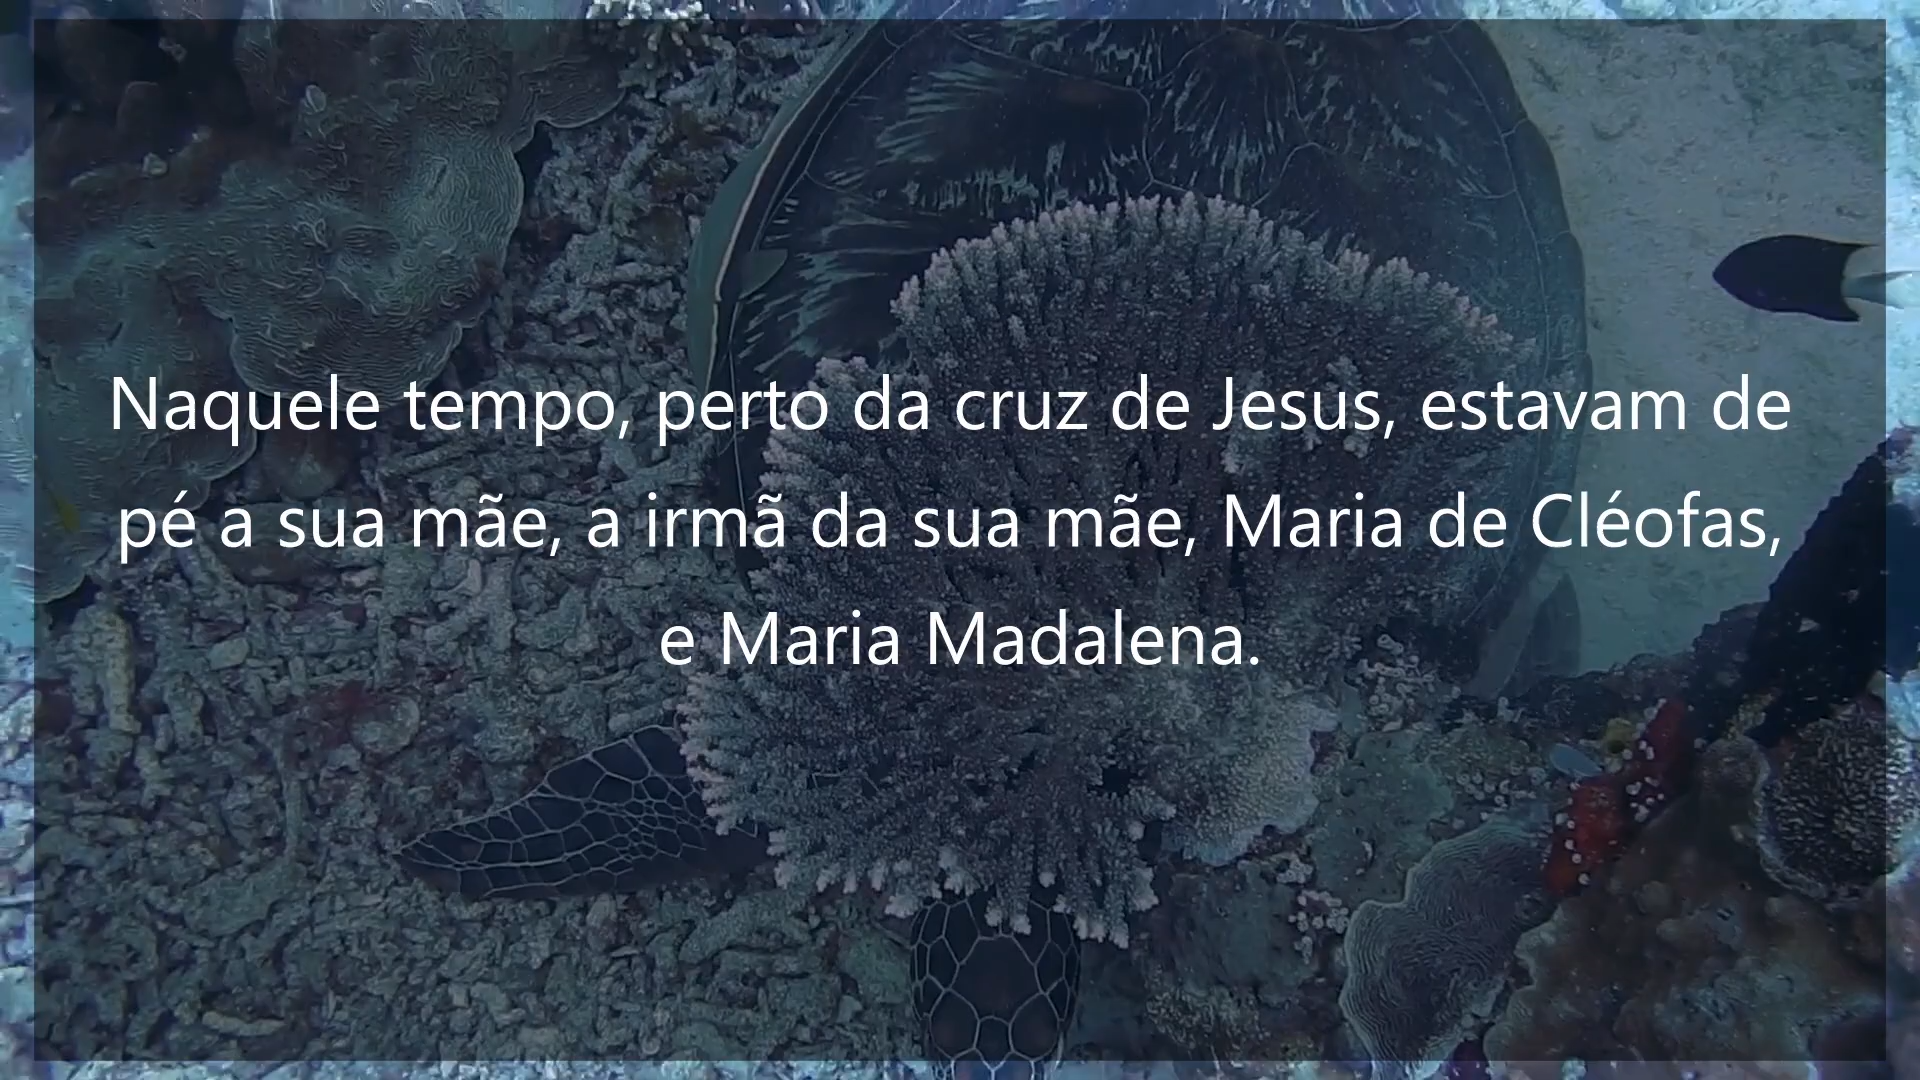 Naquele tempo, perto da cruz de Jesus, estavam de
pé a sua mãe, a irmã da sua mãe, Maria de Cléofas,
e Maria Madalena.